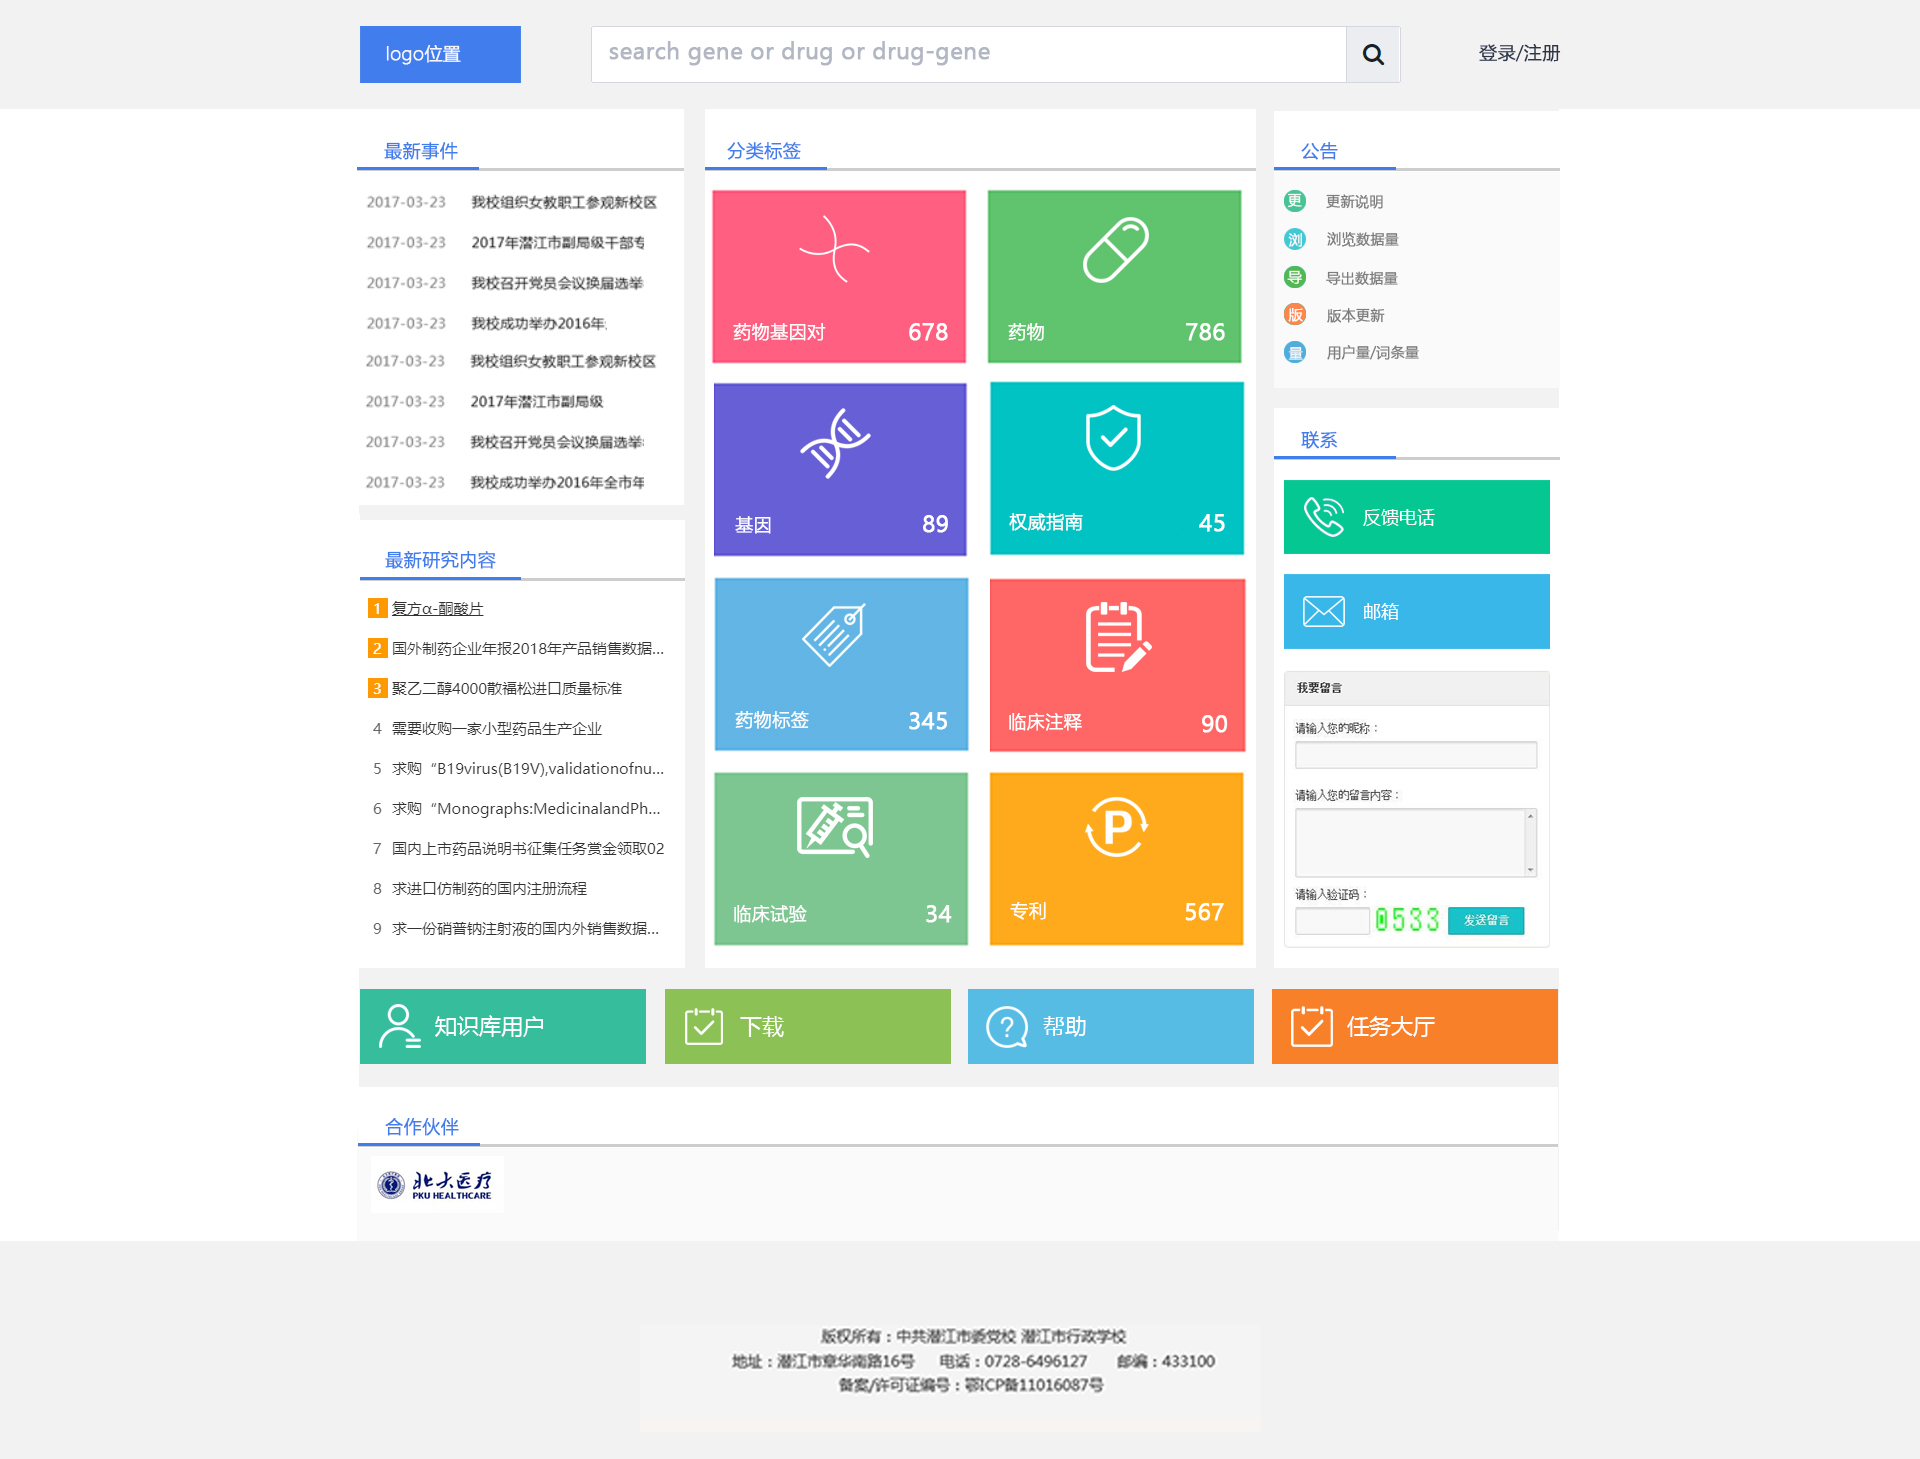 logo位置
search gene or drug or drug-gene
登录/注册
最新事件
2017-03-23 我校组织女教职工参观新校区
2017-03-23 2017年潜江市副局级干部专
2017-03-23 我校召开党员会议换届选举
2017-03-23 我校成功举办2016年
2017-03-23 我校组织女教职工参观新校区
2017-03-23 2017年潜江市副局级
2017-03-23 我校召开党员会议换届选举
2017-03-23 我校成功举办2016年全市年
最新研究内容
1 复方α-酮酸片
2 国外制药企业年报2018年产品销售数据...
3 聚乙二醇4000散福松进口质量标准
4 需要收购一家小型药品生产企业
5 求购“B19virus(B19V),validationofnu...
6 求购“Monographs:MedicinalandPh...
7 国内上市药品说明书征集任务赏金领取02
8 求进口仿制药的国内注册流程
9 求一份硝普钠注射液的国内外销售数据...
分类标签
药物基因对 678
药物 786
基因 89
权威指南 45
药物标签 345
临床注释 90
临床试验 34
P
专利 567
公告
更 更新说明
浏 浏览数据量
导 导出数据量
版 版本更新
量 用户量/词条量
联系
反馈电话
邮箱
我要留言
请输入您的昵称：
请输入您的留言内容：
请输入验证码：
0533 发送留言
知识库用户
下载
帮助
任务大厅
合作伙伴
北大医疗
PKU HEALTHCARE
版权所有：中共潜江市委党校 潜江市行政学校
地址：潜江市章华南路16号 电话：0728-6496127 邮编：433100
备案/许可证编号：鄂ICP备11016087号